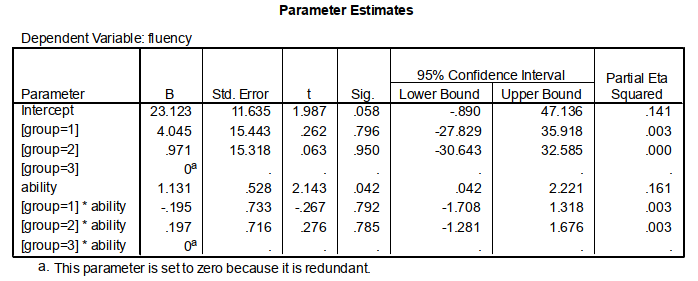 Parameter Estimates
Dependent Variable: fluency
Parameter B Std. Error t Sig. 95% Confidence Interval Lower Bound Upper Bound Partial Eta Squared
Intercept 23.123 11.635 1.987 .058 -.890 47.136 .141
[group=1] 4.045 15.443 .262 .796 -27.829 35.918 .003
[group=2] .971 15.318 .063 .950 -30.643 32.585 .000
[group=3] 0a . . . . . .
ability 1.131 .528 2.143 .042 .042 2.221 .161
[group=1] * ability -.195 .733 -.267 .792 -1.708 1.318 .003
[group=2] * ability .197 .716 .276 .785 -1.281 1.676 .003
[group=3] * ability 0a . . . . . .
a. This parameter is set to zero because it is redundant.